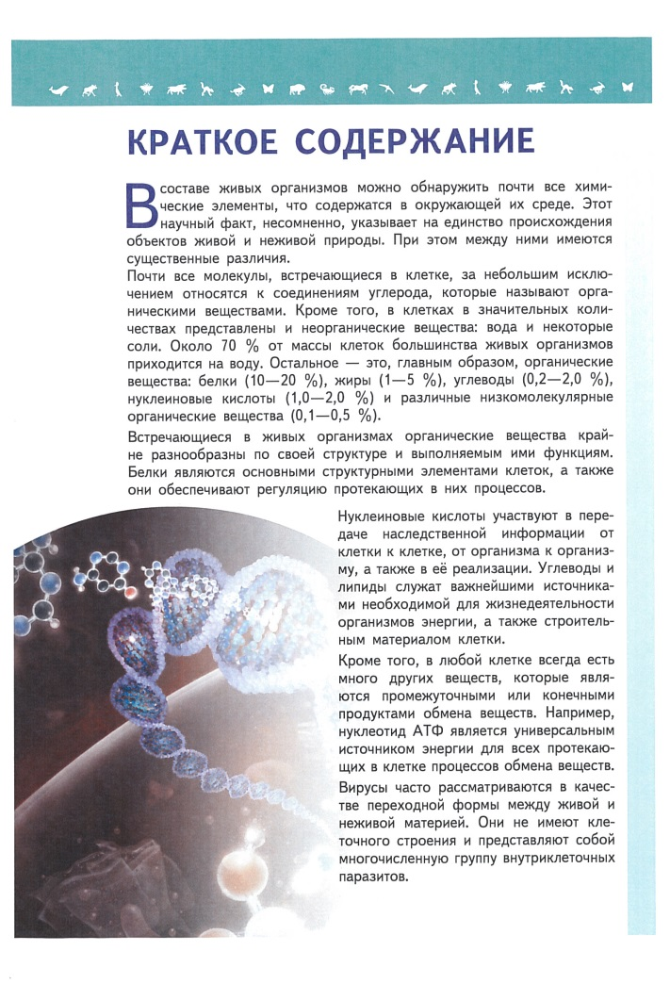 КРАТКОЕ СОДЕРЖАНИЕ
В составе живых организмов можно обнаружить почти все хими-
ческие элементы, что содержатся в окружающей их среде. Этот
научный факт, несомненно, указывает на единство происхождения
объектов живой и неживой природы. При этом между ними имеются
существенные различия.
Почти все молекулы, встречающиеся в клетке, за небольшим исклю-
чением относятся к соединениям углерода, которые называют орга-
ническими веществами. Кроме того, в клетках в значительных коли-
чествах представлены и неорганические вещества: вода и некоторые
соли. Около 70 % от массы клеток большинства живых организмов
приходится на воду. Остальное — это, главным образом, органические
вещества: белки (10—20 %), жиры (1—5 %), углеводы (0,2—2,0 %),
нуклеиновые кислоты (1,0—2,0 %) и различные низкомолекулярные
органические вещества (0,1—0,5 %).
Встречающиеся в живых организмах органические вещества край-
не разнообразны по своей структуре и выполняемым ими функциям.
Белки являются основными структурными элементами клеток, а также
они обеспечивают регуляцию протекающих в них процессов.
Нуклеиновые кислоты участвуют в пере-
даче наследственной информации от
клетки к клетке, от организма к организ-
му, а также в её реализации. Углеводы и
липиды служат важнейшими источника-
ми необходимой для жизнедеятельности
организмов энергии, а также строитель-
ным материалом клетки.
Кроме того, в любой клетке всегда есть
много других веществ, которые явля-
ются промежуточными или конечными
продуктами обмена веществ. Например,
нуклеотид АТФ является универсальным
источником энергии для всех протекаю-
щих в клетке процессов обмена веществ.
Вирусы часто рассматриваются в качес-
тве переходной формы между живой и
неживой материей. Они не имеют кле-
точного строения и представляют собой
многочисленную группу внутриклеточных
паразитов.